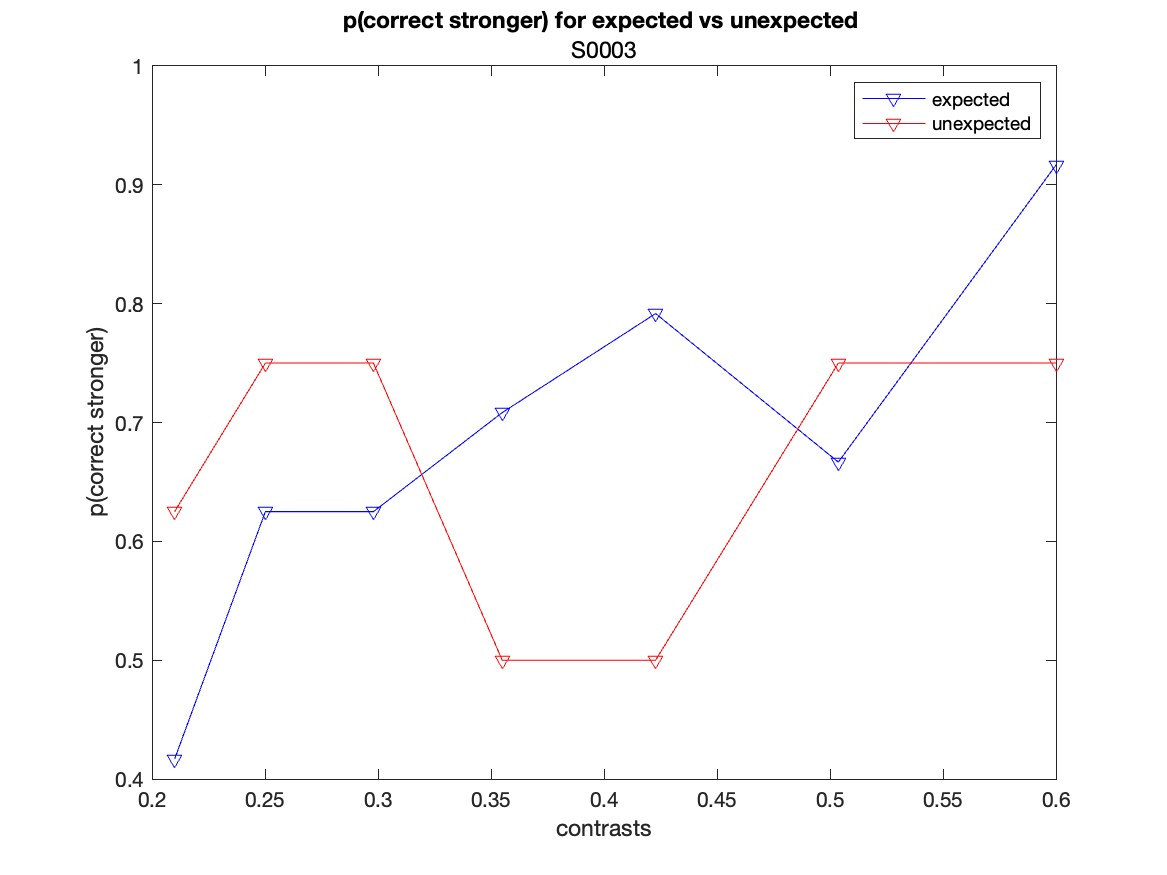 p(correct stronger) for expected vs unexpected
S0003
expected
unexpected
1
0.9
0.8
0.7
0.6
0.5
0.4
p(correct stronger)
0.2 0.25 0.3 0.35 0.4 0.45 0.5 0.55 0.6
contrasts